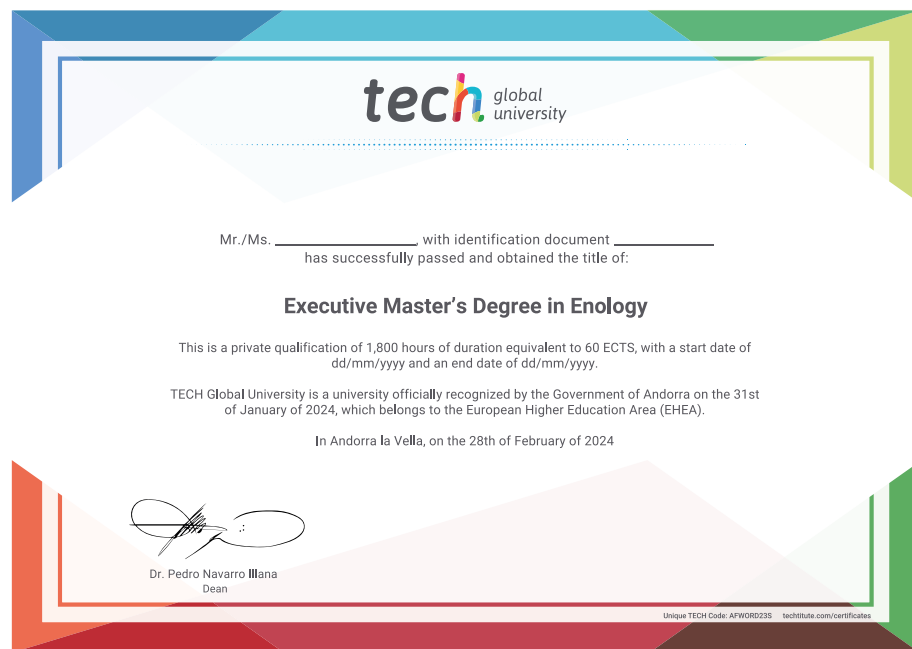 tech global university
Mr./Ms. ____________, with identification document ____________
has successfully passed and obtained the title of:
Executive Master's Degree in Enology
This is a private qualification of 1,800 hours of duration equivalent to 60 ECTS, with a start date of
dd/mm/yyyy and an end date of dd/mm/yyyy.
TECH Global University is a university officially recognized by the Government of Andorra on the 31st
of January of 2024, which belongs to the European Higher Education Area (EHEA).
In Andorra la Vella, on the 28th of February of 2024
Dr. Pedro Navarro Illana
Dean
Unique TECH Code: AFWORD23S techtitute.com/certificates